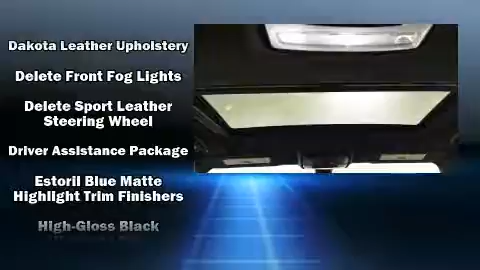 Dakota Leather Upholstery
Delete Front Fog Lights
Delete Sport Leather
Steering Wheel
Driver Assistance Package
Estoril Blue Matte
Highlight Trim Finishers
High-Gloss Black